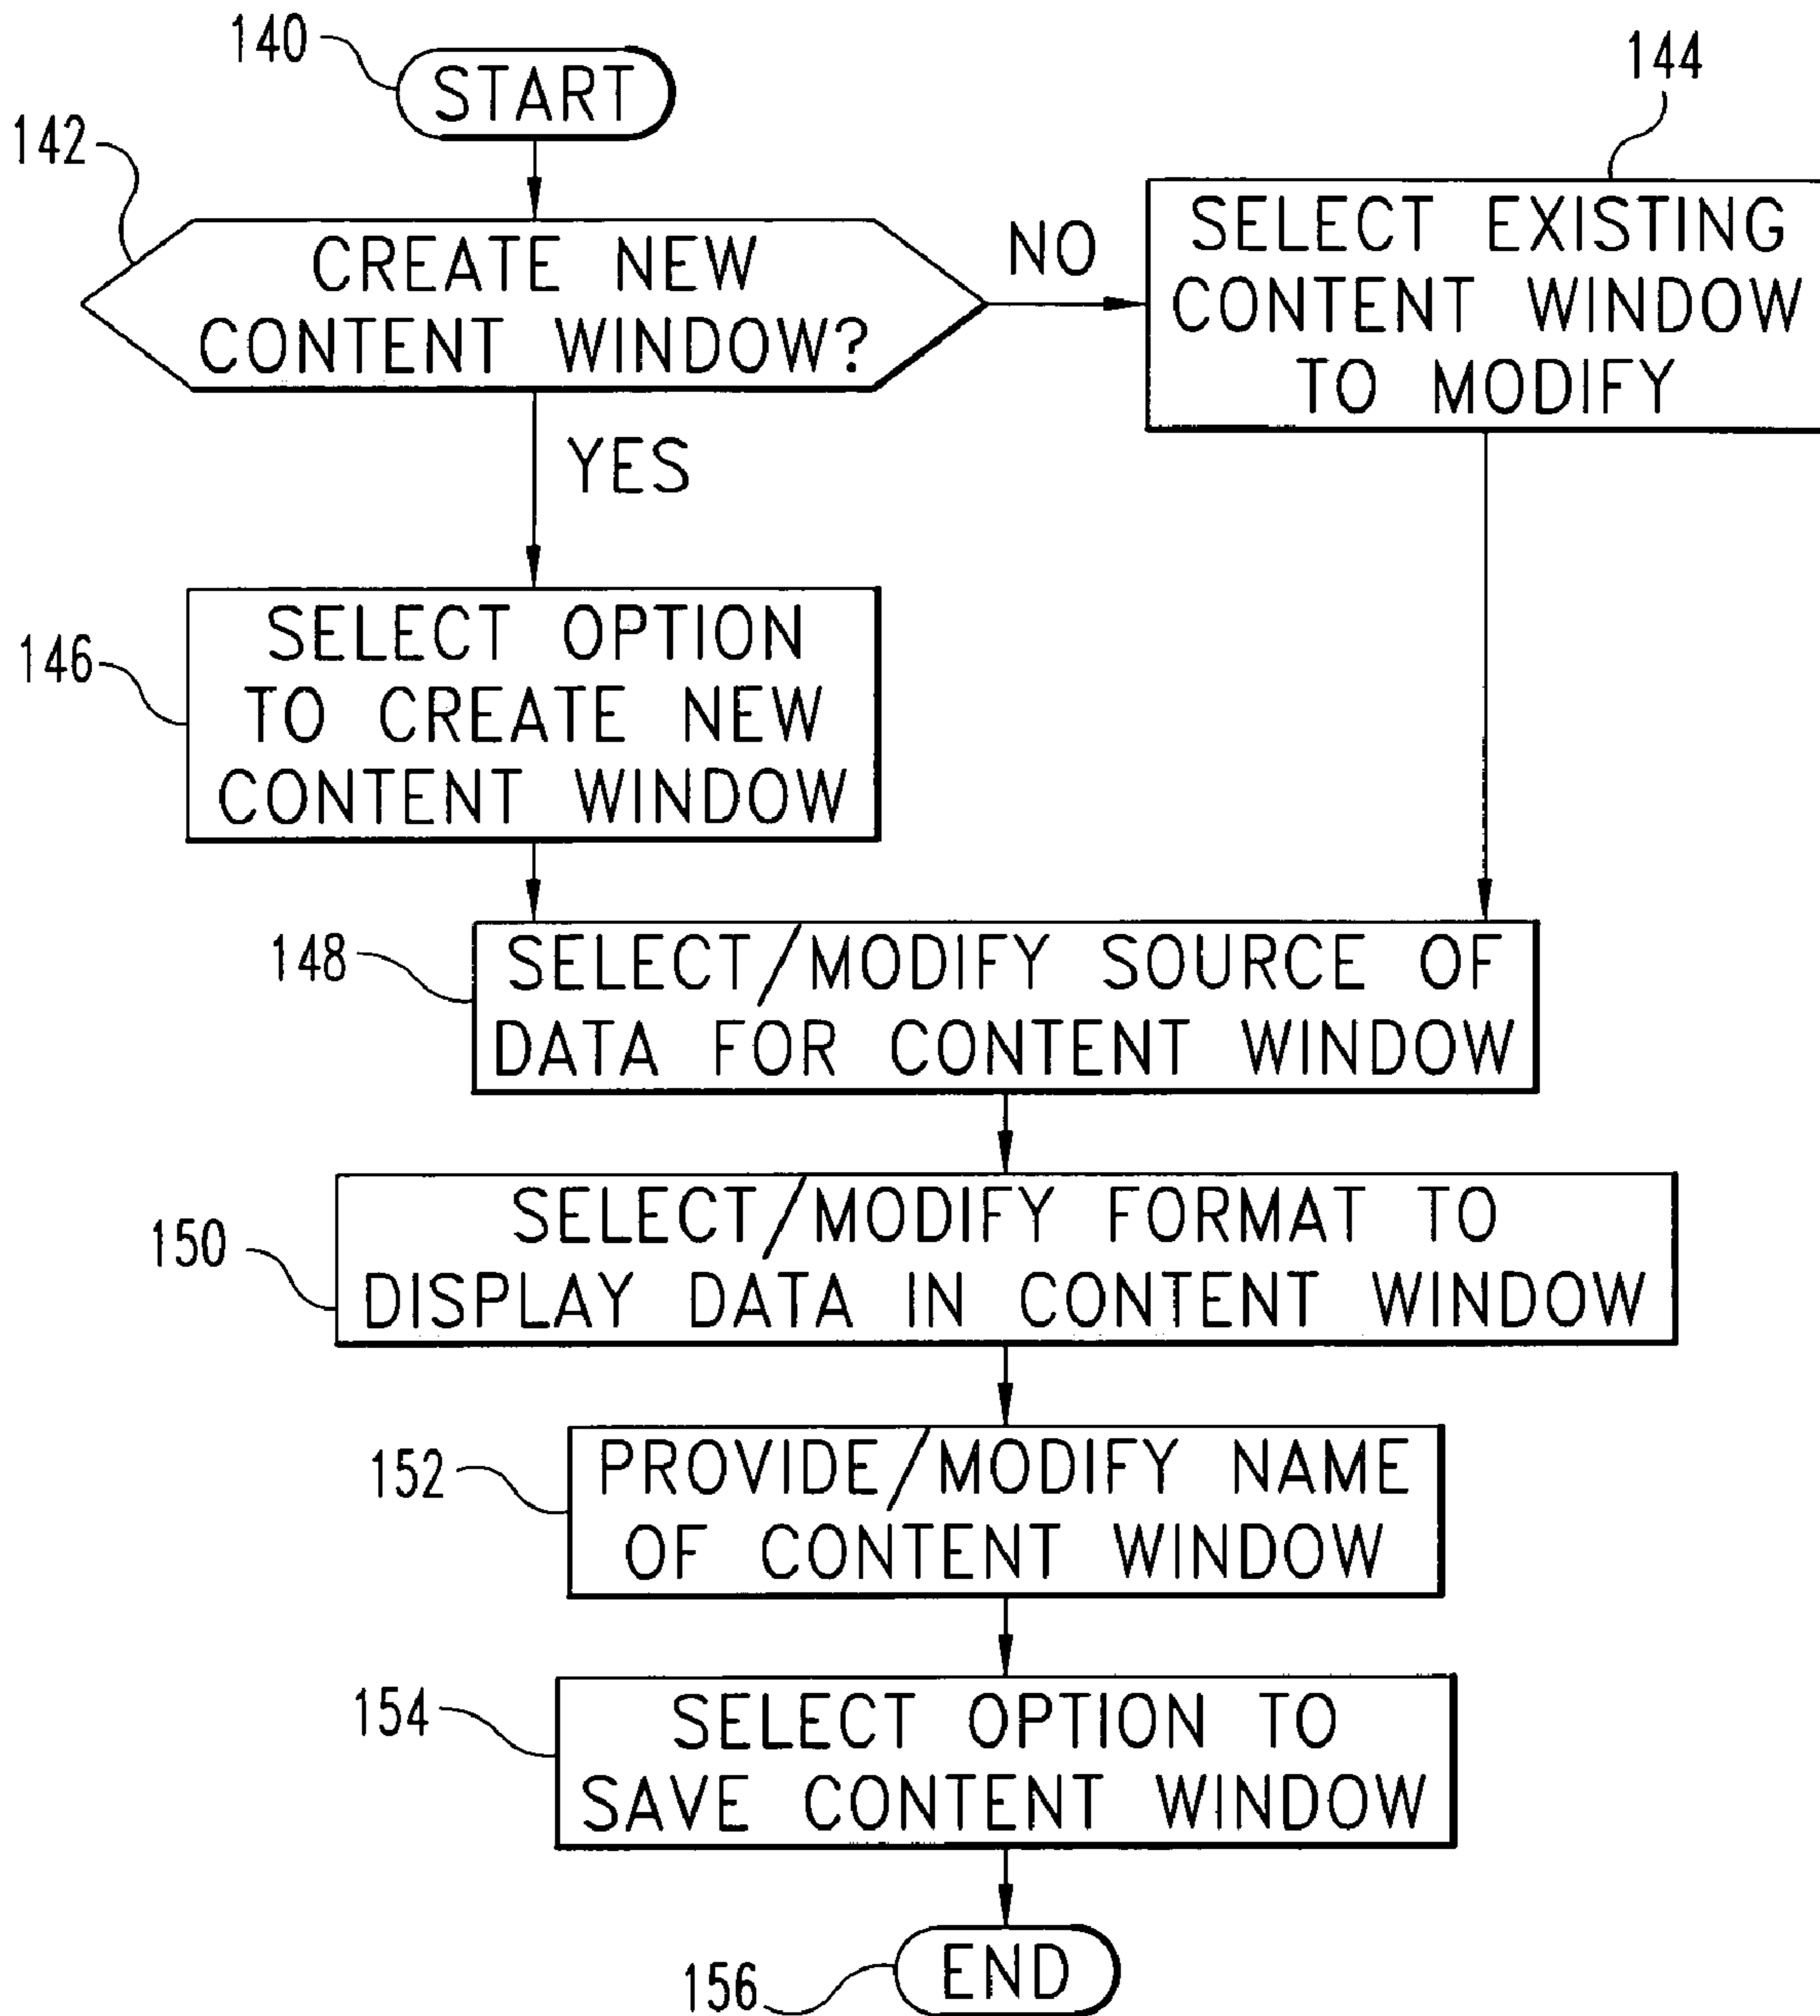 140
START
142
CREATE NEW
CONTENT WINDOW?
NO
144
SELECT EXISTING
CONTENT WINDOW
TO MODIFY
YES
146
SELECT OPTION
TO CREATE NEW
CONTENT WINDOW
148
SELECT/MODIFY SOURCE OF
DATA FOR CONTENT WINDOW
150
SELECT/MODIFY FORMAT TO
DISPLAY DATA IN CONTENT WINDOW
152
PROVIDE/MODIFY NAME
OF CONTENT WINDOW
154
SELECT OPTION TO
SAVE CONTENT WINDOW
156
END